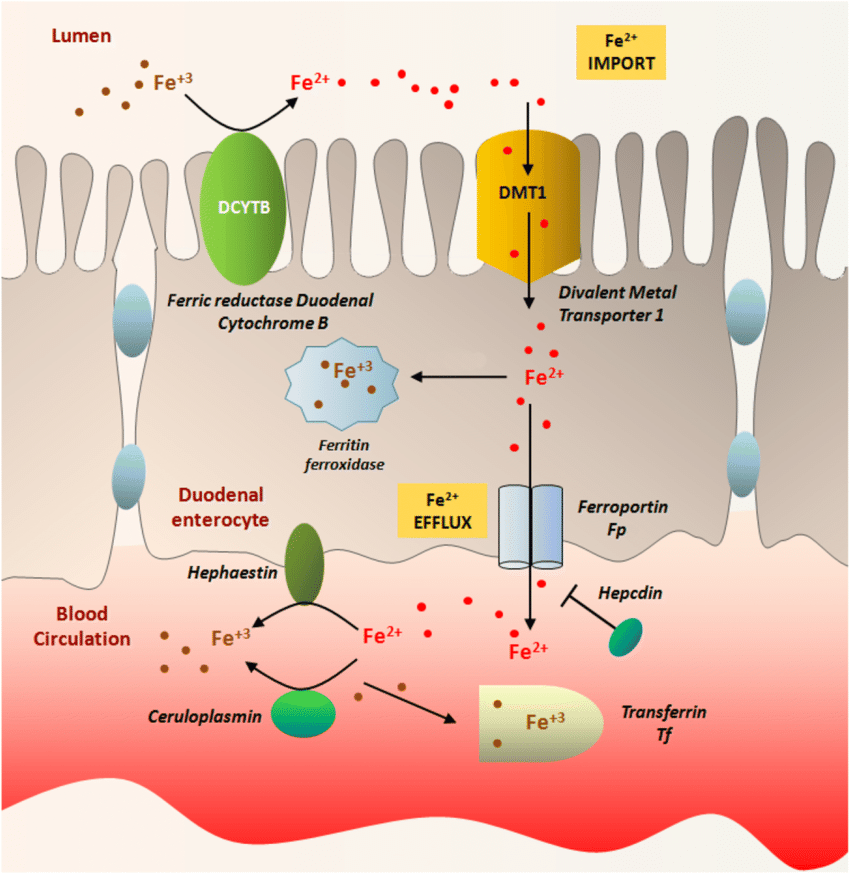 Lumen
Fe+3
Fe2+
Fe2+
IMPORT
DCYTB
DMT1
Ferric reductase Duodenal
Cytochrome B
Divalent Metal
Transporter 1
Fe+3
Fe2+
Ferritin
ferroxidase
Duodenal
enterocyte
Fe2+
EFFLUX
Ferroportin
Fp
Hephaestin
Hepcdin
Blood
Circulation
Fe+3
Fe2+
Fe2+
Ceruloplasmin
Fe+3
Transferrin
Tf